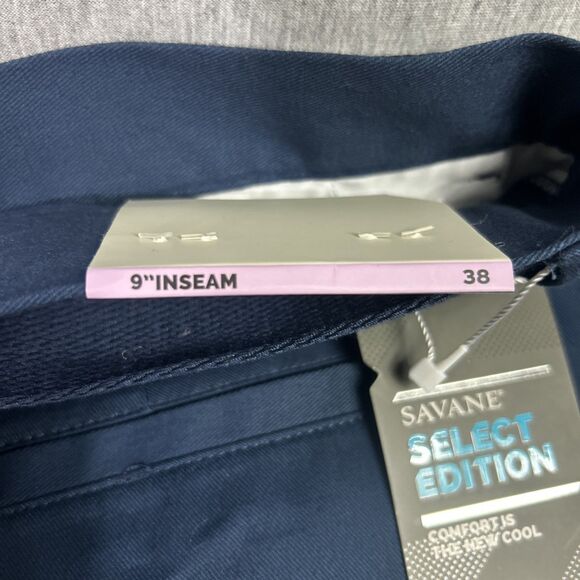 9"INSEAM 38
SAVANE®
SELECT
EDITION
COMFORT IS
THE NEW COOL